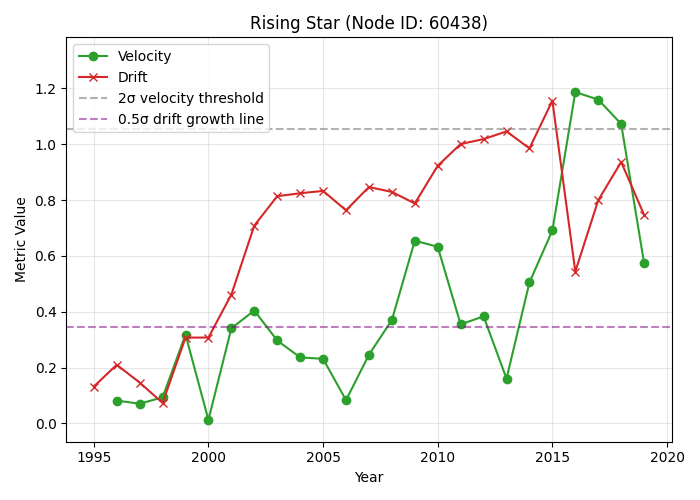 Rising Star (Node ID: 60438)
Velocity
Drift
2σ velocity threshold
0.5σ drift growth line
1.2
1.0
0.8
0.6
0.4
0.2
0.0
Metric Value
1995 2000 2005 2010 2015 2020
Year